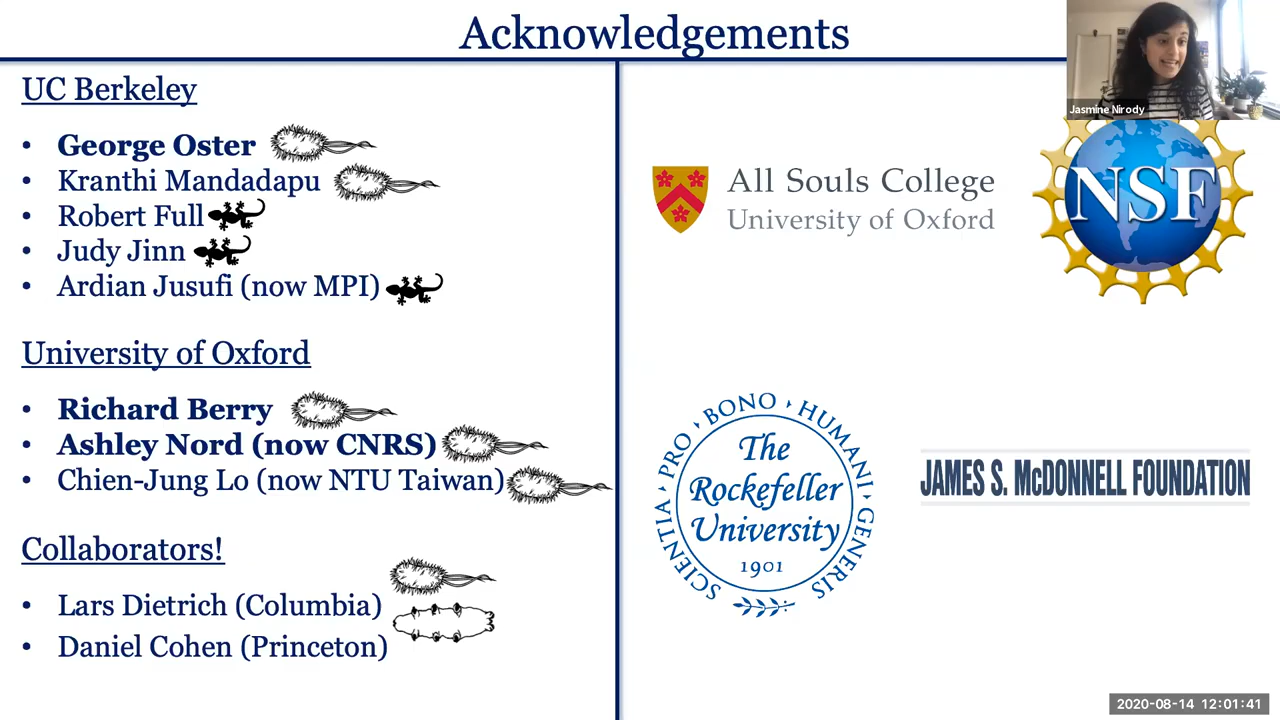 Acknowledgements
Jasmine Nirody
UC Berkeley
• George Oster
• Kranthi Mandadapu
• Robert Full
• Judy Jinn
• Ardian Jusufi (now MPI)
University of Oxford
• Richard Berry
• Ashley Nord (now CNRS)
• Chien-Jung Lo (now NTU Taiwan)
Collaborators!
• Lars Dietrich (Columbia)
• Daniel Cohen (Princeton)
All Souls College
University of Oxford
NSF
SCIENTIA · PRO · BONO · HUMANI · GENERIS
The
Rockefeller
University
1901
JAMES S. McDONNELL FOUNDATION
2020-08-14 12:01:41